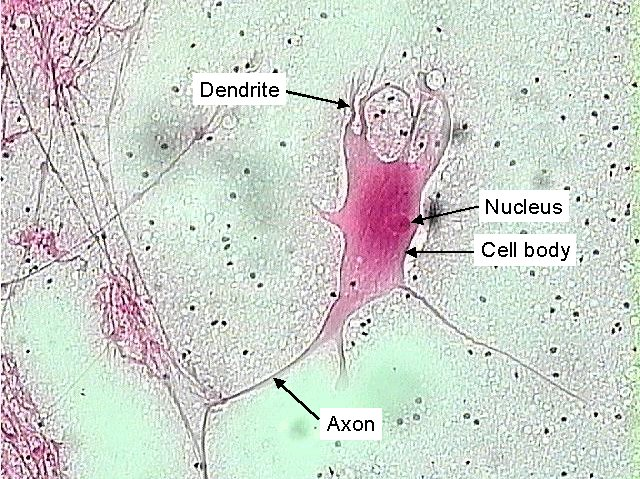 Dendrite
Nucleus
Cell body
Axon